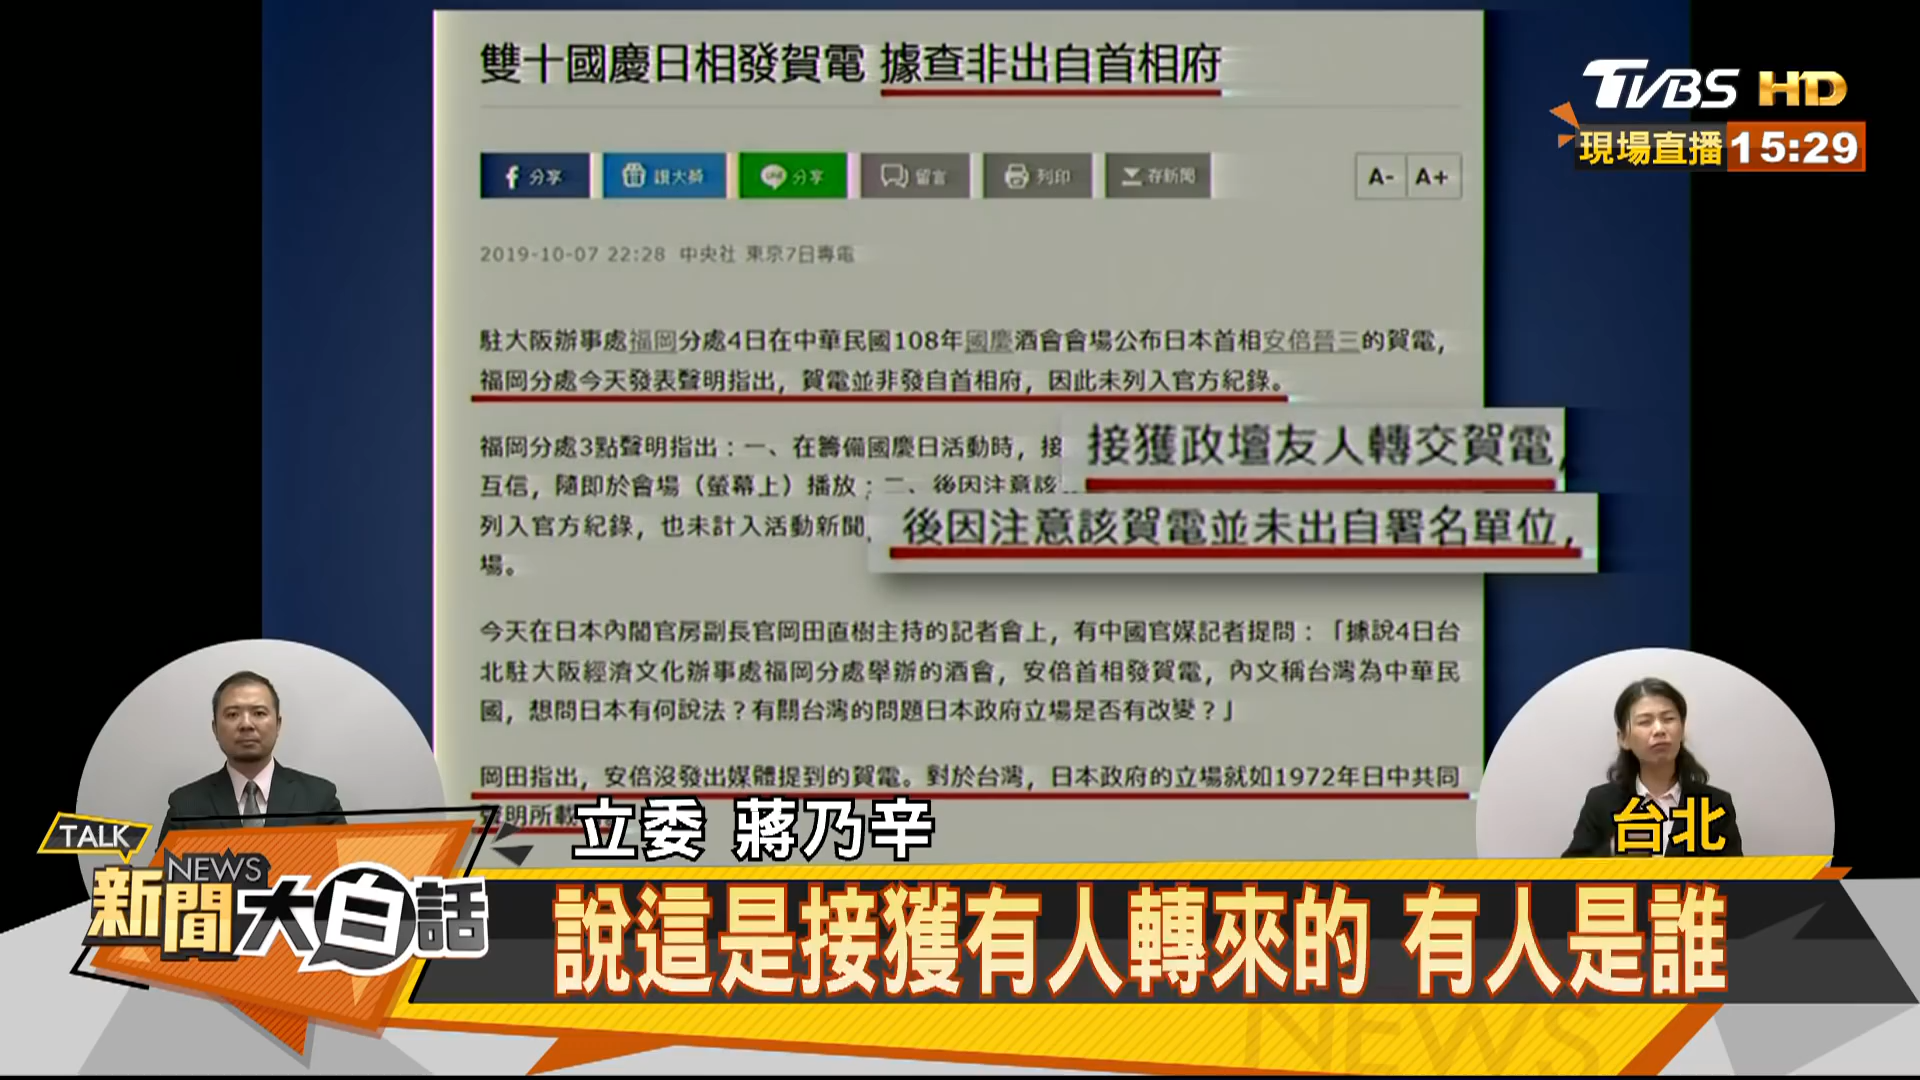 雙十國慶日相發賀電 據查非出自首相府
TVBS HD
現場直播 15:29
分享
讚大獎
分享
留言
列印
存新聞
A- A+
2019-10-07 22:28 中央社 東京7日專電
駐大阪辦事處福岡分處4日在中華民國108年國慶酒會會場公布日本首相安倍晉三的賀電，
福岡分處今天發表聲明指出，賀電並非發自首相府，因此未列入官方紀錄。
福岡分處3點聲明指出：一、在籌備國慶日活動時，接
接獲政壇友人轉交賀電，
互信，隨即於會場（螢幕上）播放；二、後因注意該
後因注意該賀電並未出自署名單位，
列入官方紀錄，也未計入活動新聞
場。
今天在日本內閣官房副長官岡田直樹主持的記者會上，有中國官媒記者提問：「據說4日台
北駐大阪經濟文化辦事處福岡分處舉辦的酒會，安倍首相發賀電，內文稱台灣為中華民
國，想問日本有何說法？有關台灣的問題日本政府立場是否有改變？」
岡田指出，安倍沒發出媒體提到的賀電。對於台灣，日本政府的立場就如1972年日中共同
聲明所載
立委 蔣乃辛
台北
TALK
NEWS
新聞大白話
說這是接獲有人轉來的 有人是誰
NEWS